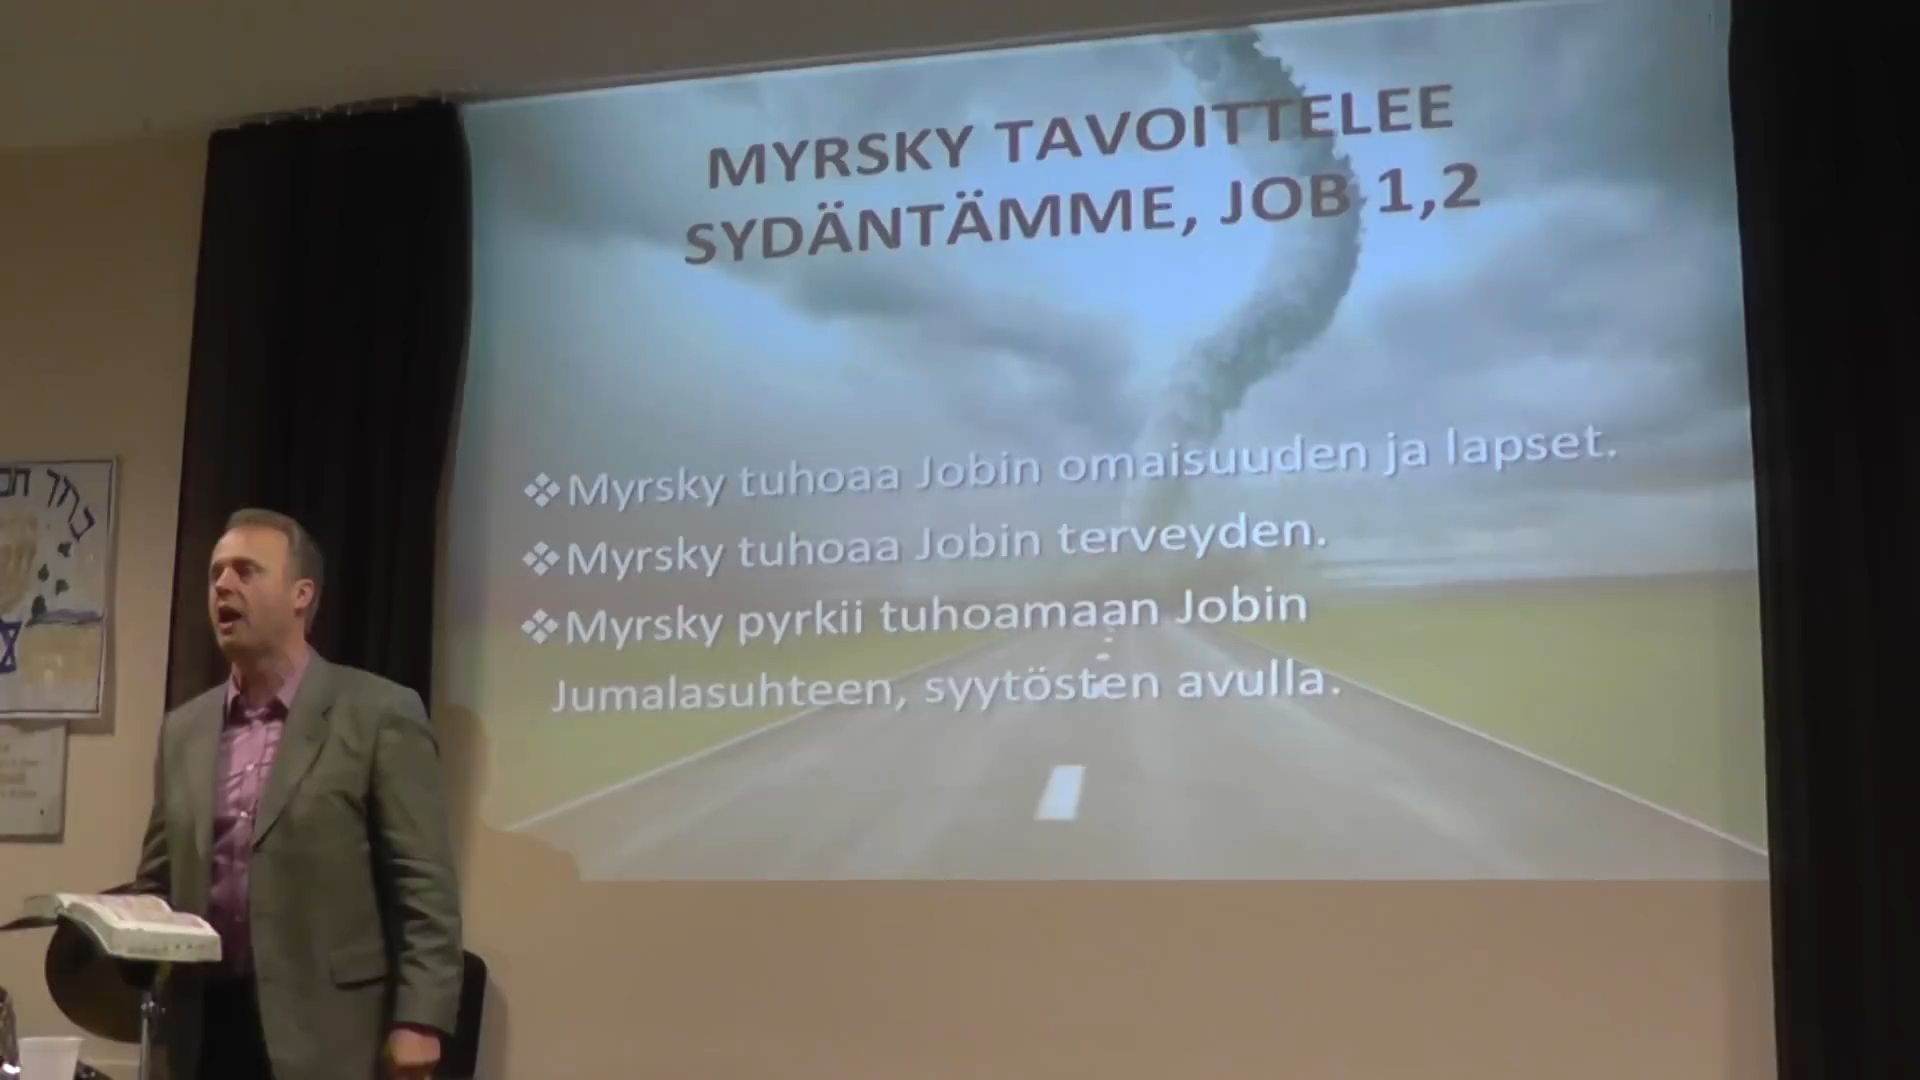 MYRSKY TAVOITTELEE
SYDÄNTÄMME, JOB 1,2
❖Myrsky tuhoaa Jobin omaisuuden ja lapset.
❖Myrsky tuhoaa Jobin terveyden.
❖Myrsky pyrkii tuhoamaan Jobin
Jumalasuhteen, syytösten avulla.